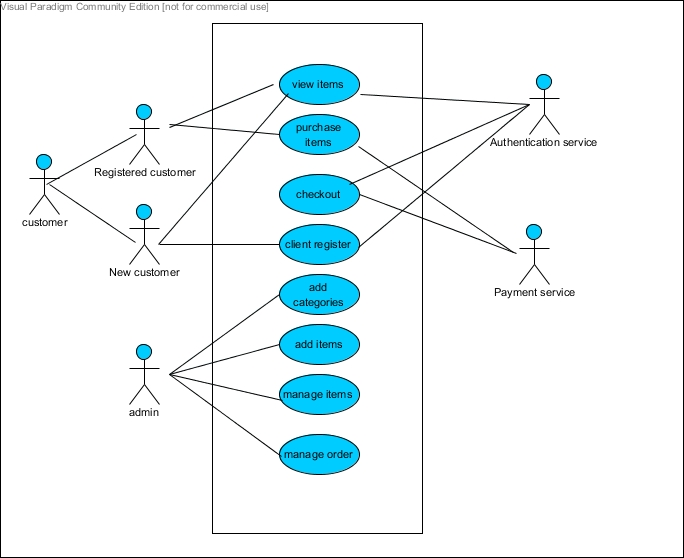 Visual Paradigm Community Edition [not for commercial use]
view items
Authentication service
purchase
items
Registered customer
checkout
customer
client register
New customer
Payment service
add
categories
add items
admin
manage items
manage order